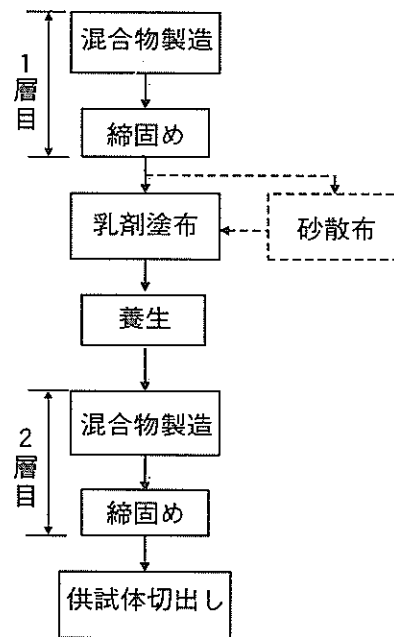 1層目
混合物製造
締固め
乳剤塗布
砂散布
養生
2層目
混合物製造
締固め
供試体切出し